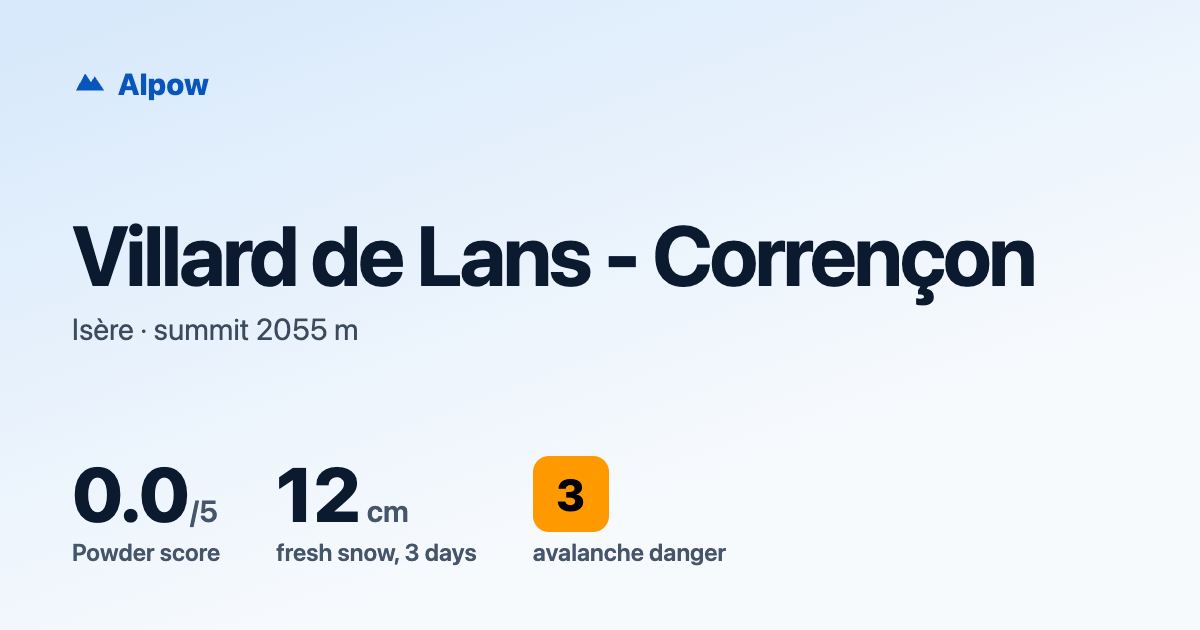 Alpow
Villard de Lans - Corrençon
Isère · summit 2055 m
0.0/5
Powder score
12 cm
fresh snow, 3 days
3
avalanche danger